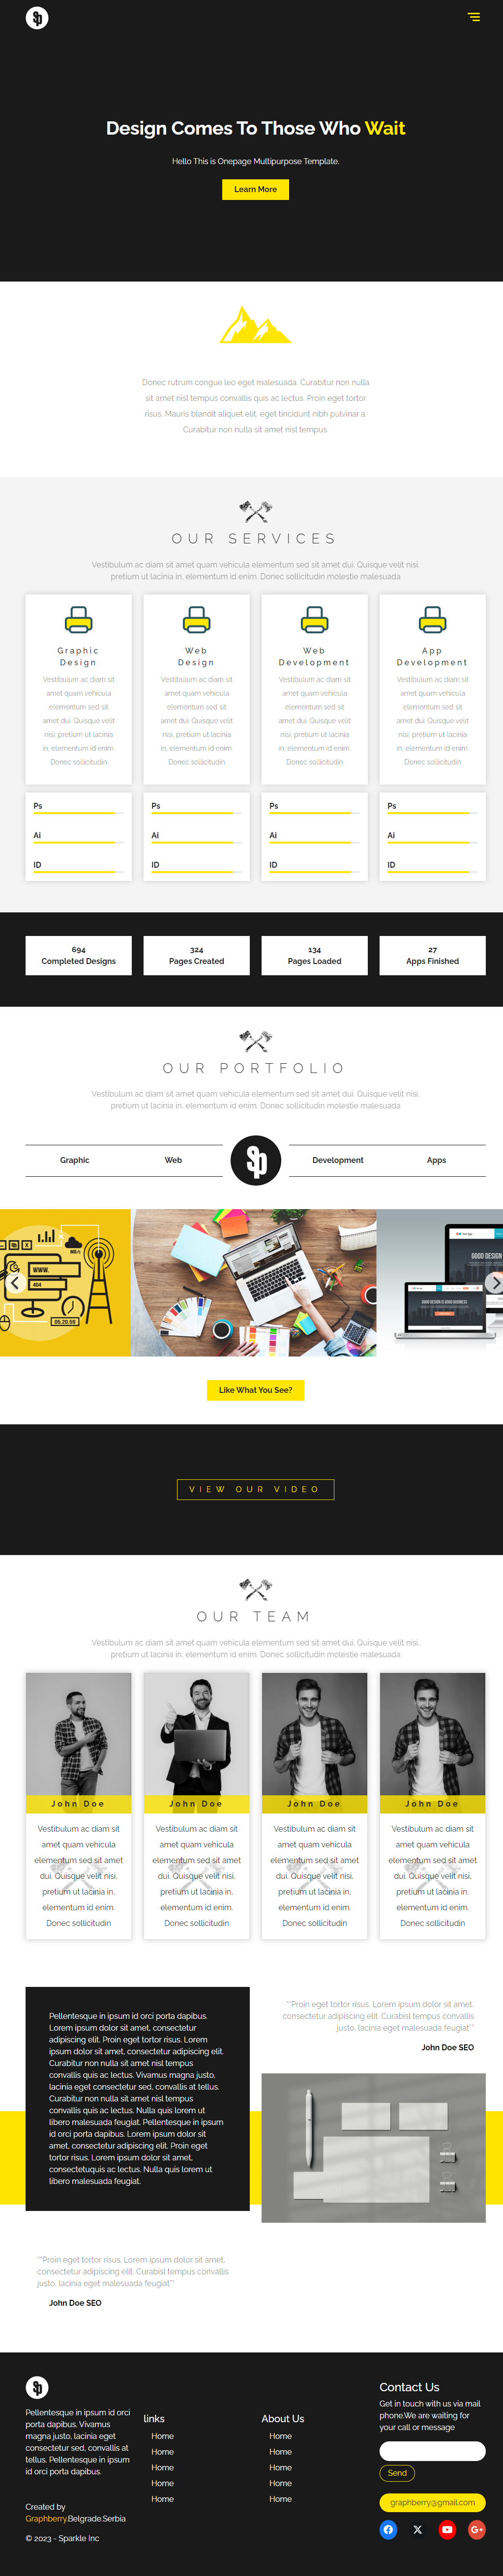 Design Comes To Those Who Wait
Hello This is Onepage Multipurpose Template.
Learn More
Donec rutrum congue leo eget malesuada. Curabitur non nulla
sit amet nisl tempus convallis quis ac lectus. Proin eget tortor
risus. Mauris blandit aliquet elit, eget tincidunt nibh pulvinar a.
Curabitur non nulla sit amet nisl tempus.
OUR SERVICES
Vestibulum ac diam sit amet quam vehicula elementum sed sit amet dui. Quisque velit nisi,
pretium ut lacinia in, elementum id enim. Donec sollicitudin molestie malesuada
Graphic
Design
Vestibulum ac diam sit
amet quam vehicula
elementum sed sit
amet dui. Quisque velit
nisi, pretium ut lacinia
in, elementum id enim.
Donec sollicitudin
Web
Design
Vestibulum ac diam sit
amet quam vehicula
elementum sed sit
amet dui. Quisque velit
nisi, pretium ut lacinia
in, elementum id enim.
Donec sollicitudin
Web
Development
Vestibulum ac diam sit
amet quam vehicula
elementum sed sit
amet dui. Quisque velit
nisi, pretium ut lacinia
in, elementum id enim.
Donec sollicitudin
App
Development
Vestibulum ac diam sit
amet quam vehicula
elementum sed sit
amet dui. Quisque velit
nisi, pretium ut lacinia
in, elementum id enim.
Donec sollicitudin
Ps
Ai
ID
Ps
Ai
ID
Ps
Ai
ID
Ps
Ai
ID
694
Completed Designs
324
Pages Created
134
Pages Loaded
27
Apps Finished
OUR PORTFOLIO
Vestibulum ac diam sit amet quam vehicula elementum sed sit amet dui. Quisque velit nisi,
pretium ut lacinia in, elementum id enim. Donec sollicitudin molestie malesuada
Graphic Web Development Apps
WWW.
404
05.20.69
GOOD DESIGN
GOOD DESIGN IS GOOD BUSINESS
Like What You See?
VIEW OUR VIDEO
OUR TEAM
Vestibulum ac diam sit amet quam vehicula elementum sed sit amet dui. Quisque velit nisi,
pretium ut lacinia in, elementum id enim. Donec sollicitudin molestie malesuada
John Doe
Vestibulum ac diam sit
amet quam vehicula
elementum sed sit amet
dui. Quisque velit nisi,
pretium ut lacinia in,
elementum id enim.
Donec sollicitudin
John Doe
Vestibulum ac diam sit
amet quam vehicula
elementum sed sit amet
dui. Quisque velit nisi,
pretium ut lacinia in,
elementum id enim.
Donec sollicitudin
John Doe
Vestibulum ac diam sit
amet quam vehicula
elementum sed sit amet
dui. Quisque velit nisi,
pretium ut lacinia in,
elementum id enim.
Donec sollicitudin
John Doe
Vestibulum ac diam sit
amet quam vehicula
elementum sed sit amet
dui. Quisque velit nisi,
pretium ut lacinia in,
elementum id enim.
Donec sollicitudin
Pellentesque in ipsum id orci porta dapibus.
Lorem ipsum dolor sit amet, consectetur
adipiscing elit. Proin eget tortor risus. Lorem
ipsum dolor sit amet, consectetur adipiscing elit.
Curabitur non nulla sit amet nisl tempus
convallis quis ac lectus. Vivamus magna justo,
lacinia eget consectetur sed, convallis at tellus.
Curabitur non nulla sit amet nisl tempus
convallis quis ac lectus. Nulla quis lorem ut
libero malesuada feugiat. Pellentesque in ipsum
id orci porta dapibus. Lorem ipsum dolor sit
amet, consectetur adipiscing elit. Proin eget
tortor risus. Lorem ipsum dolor sit amet,
consectetuquis ac lectus. Nulla quis lorem ut
libero malesuada feugiat.
""Proin eget tortor risus. Lorem ipsum dolor sit amet,
consectetur adipiscing elit. Curabisl tempus convallis
justo, lacinia eget malesuada feugiat""
John Doe SEO
""Proin eget tortor risus. Lorem ipsum dolor sit amet,
consectetur adipiscing elit. Curabisl tempus convallis
justo, lacinia eget malesuada feugiat""
John Doe SEO
Pellentesque in ipsum id orci
porta dapibus. Vivamus
magna justo, lacinia eget
consectetur sed, convallis at
tellus. Pellentesque in ipsum
id orci porta dapibus.
Created by
Graphberry.Belgrade.Serbia
© 2023 - Sparkle Inc
links
Home
Home
Home
Home
Home
About Us
Home
Home
Home
Home
Home
Contact Us
Get in touch with us via mail
phone.We are waiting for
your call or message
Send
graphberry@gmail.com